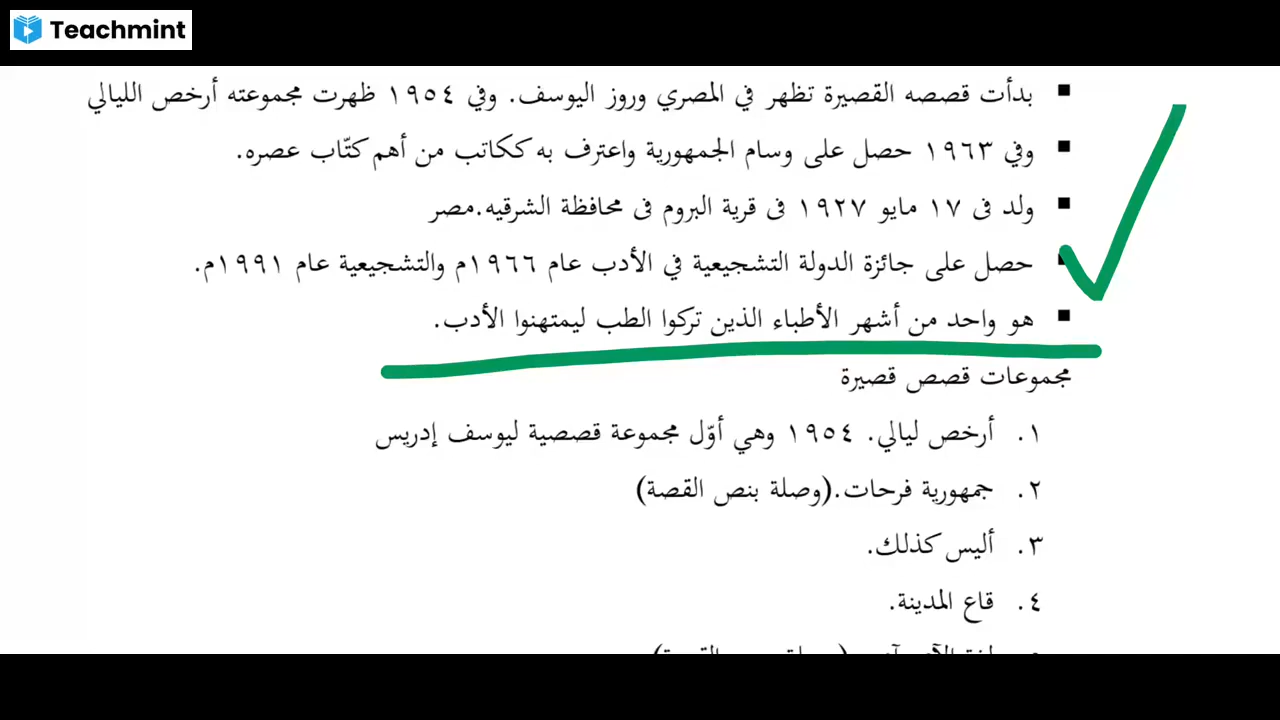 Teachmint
▪ بدأت قصصه القصيرة تظهر في المصري وروز اليوسف. وفي ١٩٥٤ ظهرت مجموعته أرخص الليالي
▪ وفي ١٩٦٣ حصل على وسام الجمهورية واعترف به ككاتب من أهم كتّاب عصره.
▪ ولد فى ١٧ مايو ١٩٢٧ فى قرية البروم فى محافظة الشرقيه.مصر
▪ حصل على جائزة الدولة التشجيعية في الأدب عام ١٩٦٦م والتشجيعية عام ١٩٩١م.
▪ هو واحد من أشهر الأطباء الذين تركوا الطب ليمتهنوا الأدب.
مجموعات قصص قصيرة
١. أرخص ليالي. ١٩٥٤ وهي أوّل مجموعة قصصية ليوسف إدريس
٢. جمهورية فرحات.(وصلة بنص القصة)
٣. أليس كذلك.
٤. قاع المدينة.